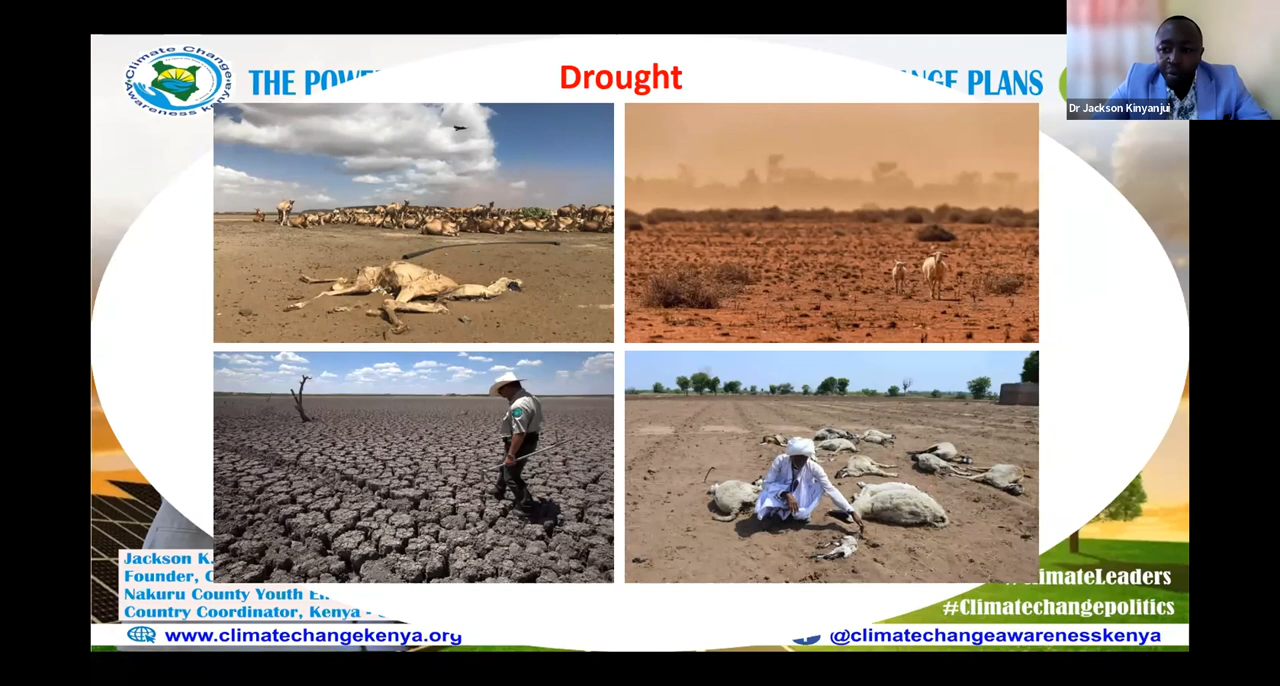 Climate Change
Awareness Kenya
THE POWE
Drought
ANGE PLANS
Dr Jackson Kinyanjui
Jackson K.
Founder, C
Nakuru County Youth
Country Coordinator, Kenya -
#ClimateLeaders
#Climatechangepolitics
www.climatechangekenya.org
@climatechangeawarenesskenya